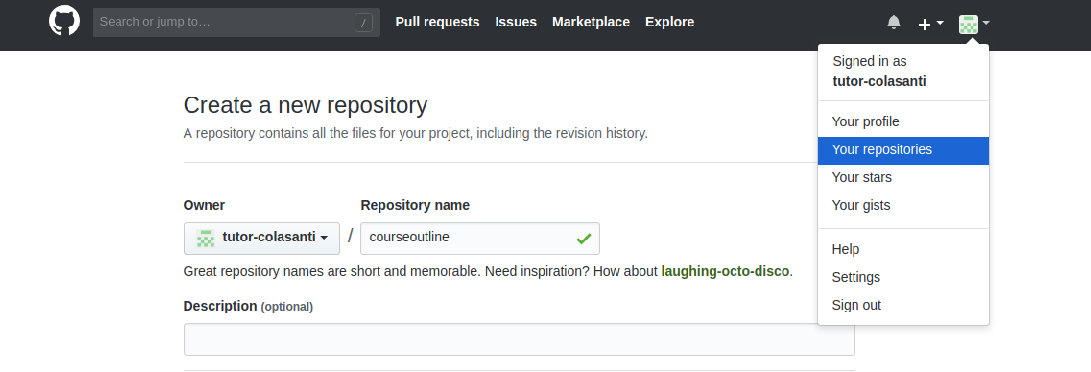 Search or jump to… /
Pull requests Issues Marketplace Explore
Signed in as
tutor-colasanti
Your profile
Your repositories
Your stars
Your gists
Help
Settings
Sign out
Create a new repository
A repository contains all the files for your project, including the revision history.
Owner Repository name
tutor-colasanti / courseoutline
Great repository names are short and memorable. Need inspiration? How about laughing-octo-disco.
Description (optional)